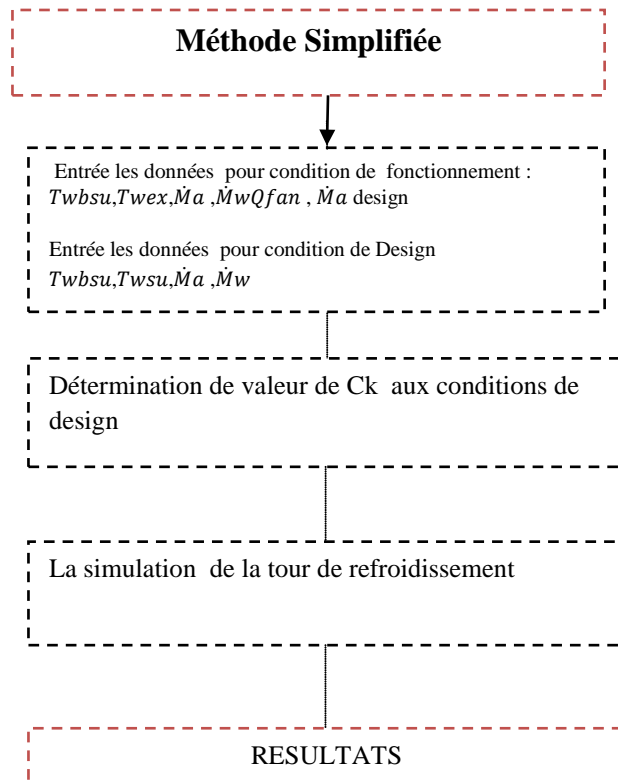 Méthode Simplifiée
Entrée les données pour condition de fonctionnement :
Twbsu,Twex,Ṁa ,ṀwQfan , Ṁa design
Entrée les données pour condition de Design
Twbsu,Twsu,Ṁa ,Ṁw
Détermination de valeur de Ck aux conditions de
design
La simulation de la tour de refroidissement
RESULTATS